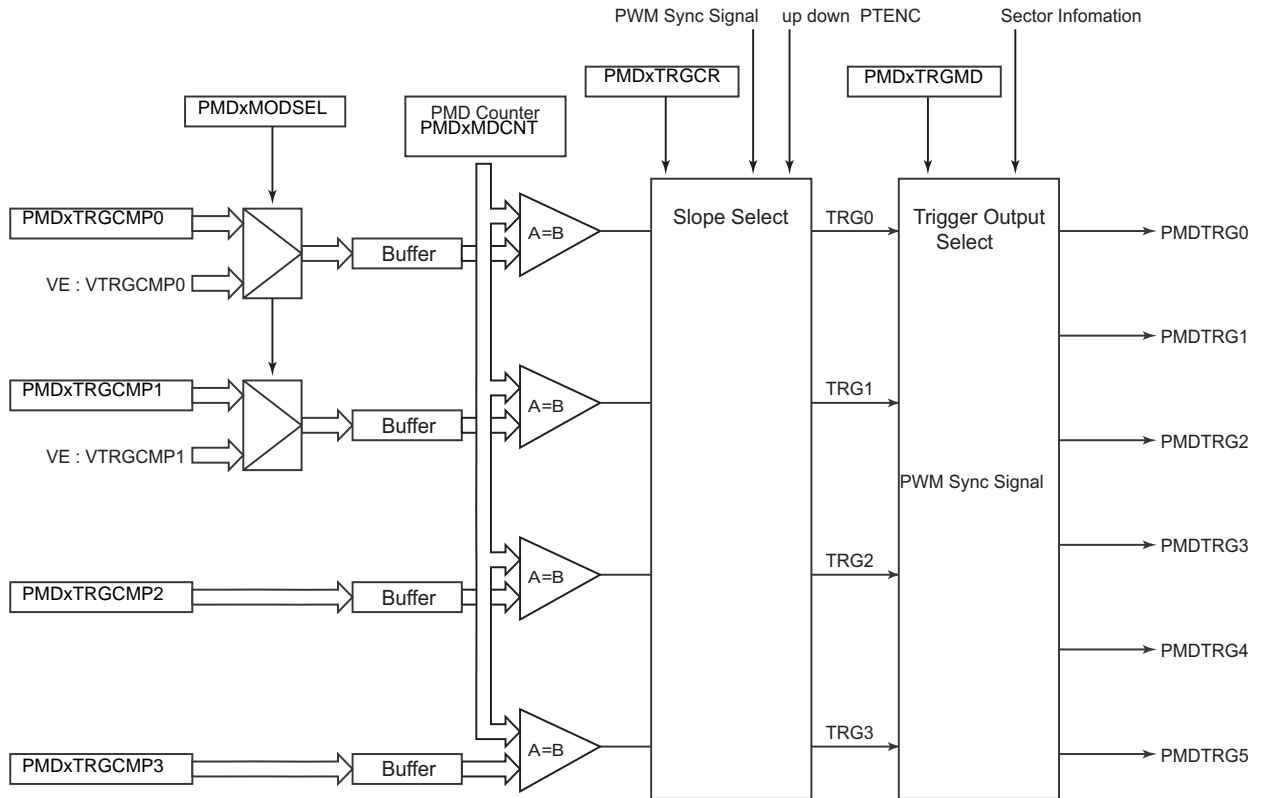 PWM Sync Signal
up down PTENC
Sector Infomation
PMDxTRGCR
PMDxTRGMD
PMDxMODSEL
PMD Counter
PMDxMDCNT
PMDxTRGCMP0
VE : VTRGCMP0
Buffer
A=B
Slope Select
TRG0
Trigger Output
Select
PMDTRG0
PMDTRG1
PMDxTRGCMP1
VE : VTRGCMP1
Buffer
A=B
TRG1
PMDTRG2
PWM Sync Signal
PMDxTRGCMP2
Buffer
A=B
TRG2
PMDTRG3
PMDTRG4
PMDxTRGCMP3
Buffer
A=B
TRG3
PMDTRG5